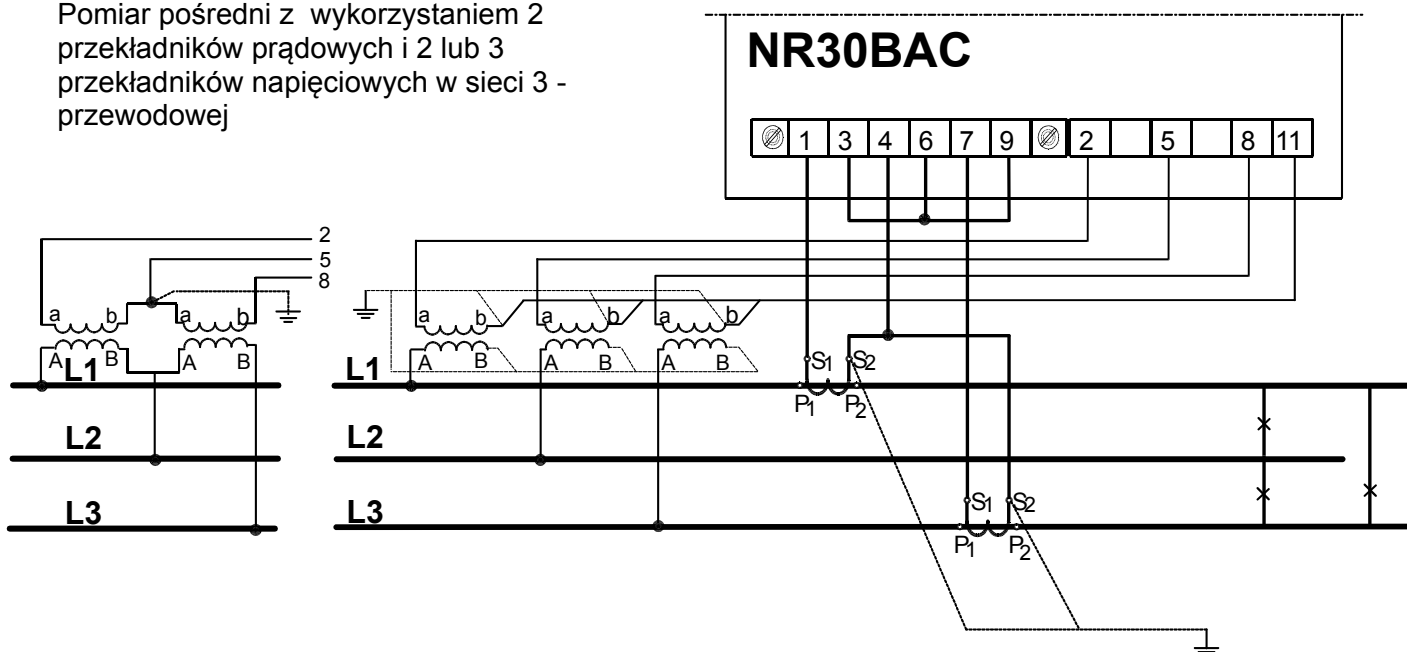 Pomiar pośredni z wykorzystaniem 2
przekładników prądowych i 2 lub 3
przekładników napięciowych w sieci 3 -
przewodowej
NR30BAC
1 3 4 6 7 9 2 5 8 11
2
5
8
a b a b
A B A B
L1
L2
L3
a b a b a b
A B A B A B
L1
S1 S2
P1 P2
L2
L3
S1 S2
P1 P2